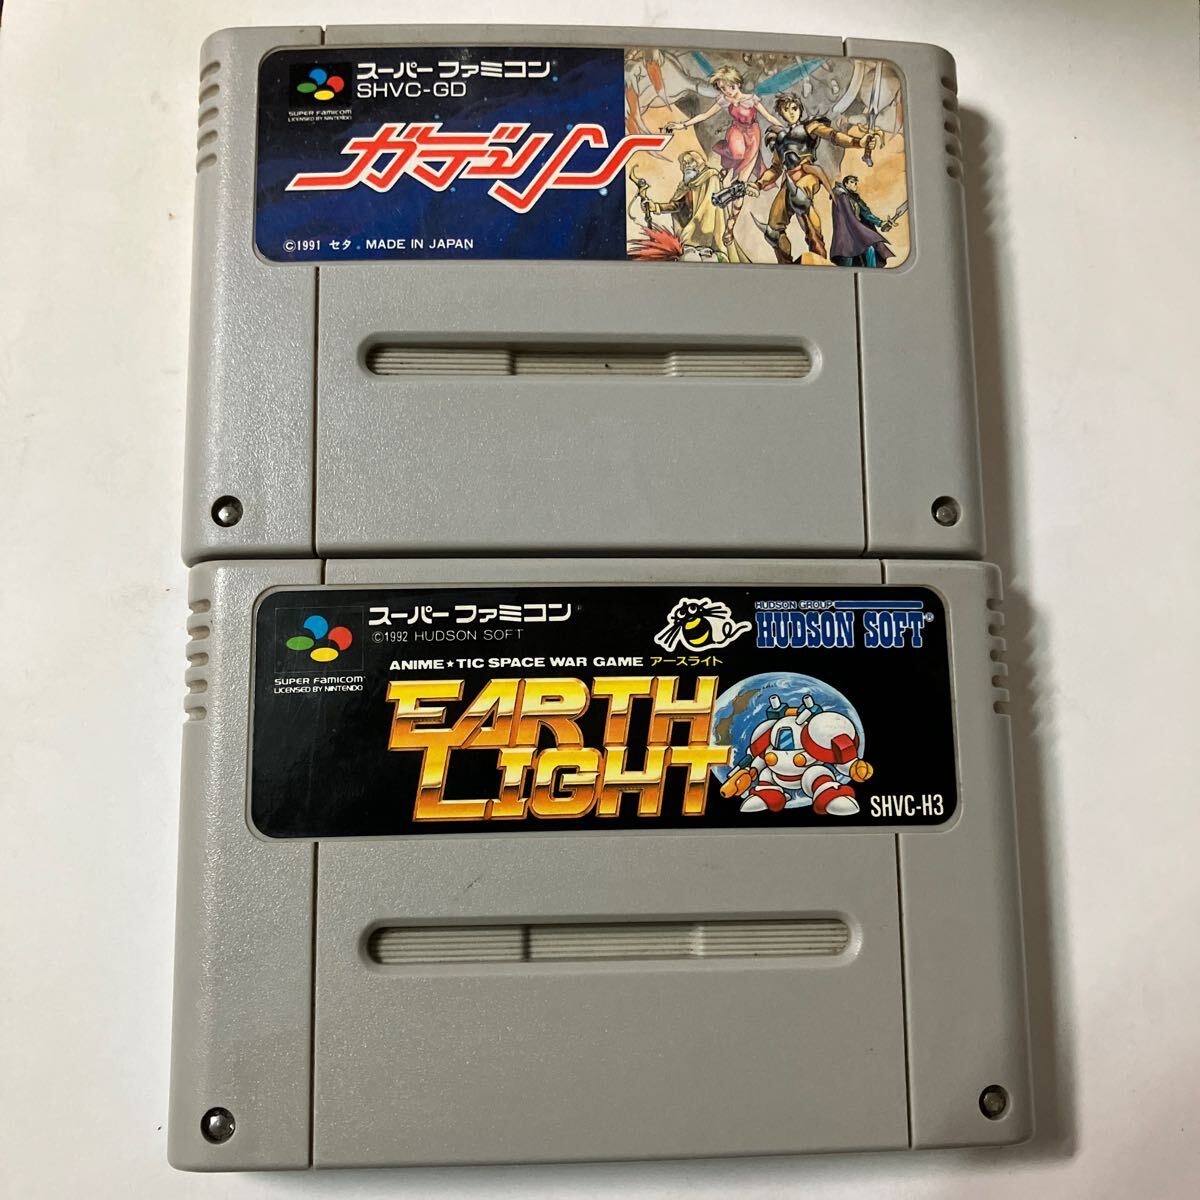 スーパーファミコン
SHVC-GD
SUPER FAMICOM
LICENSED BY NINTENDO
ガデュリン™
©1991 セタ MADE IN JAPAN
スーパーファミコン
©1992 HUDSON SOFT
HUDSON GROUP
HUDSON SOFT®
SUPER FAMICOM
LICENSED BY NINTENDO
ANIME★TIC SPACE WAR GAME アースライト
EARTH
LIGHT
SHVC-H3